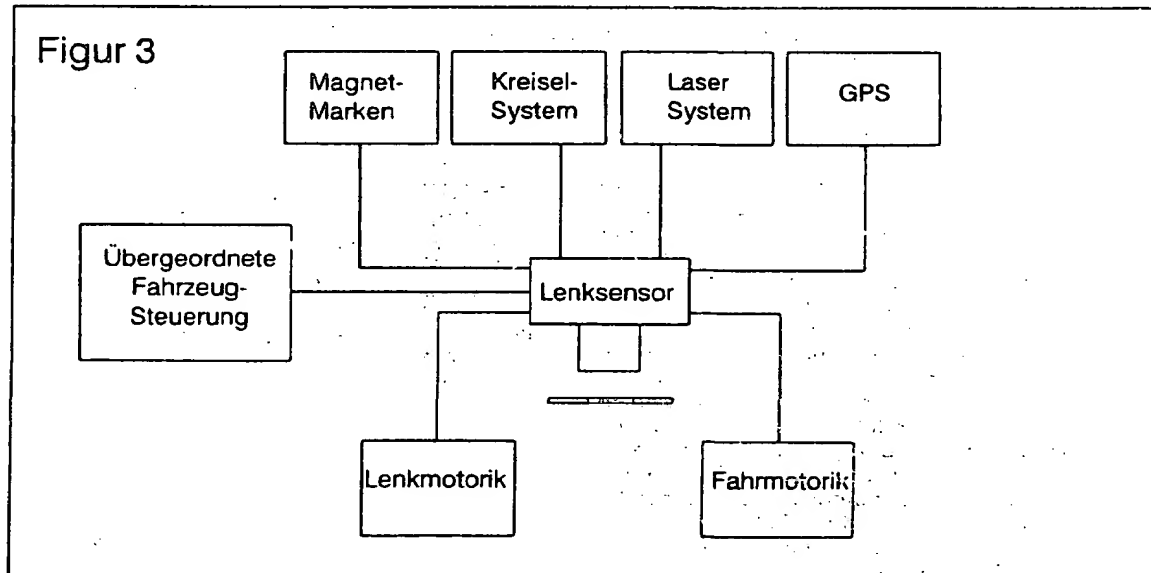 Figur 3
Magnet-
Marken
Kreisel-
System
Laser
System
GPS
Übergeordnete
Fahrzeug-
Steuerung
Lenksensor
Lenkmotorik
Fahrmotorik